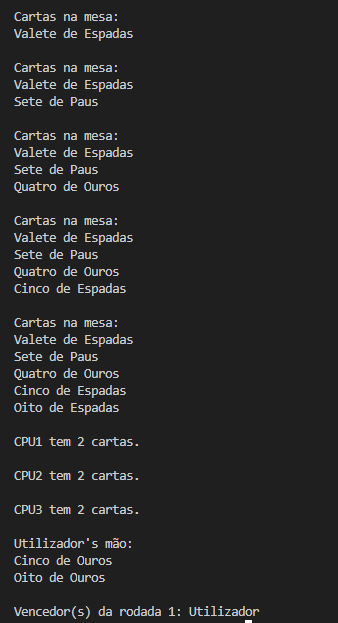 Cartas na mesa:
Valete de Espadas
Cartas na mesa:
Valete de Espadas
Sete de Paus
Cartas na mesa:
Valete de Espadas
Sete de Paus
Quatro de Ouros
Cartas na mesa:
Valete de Espadas
Sete de Paus
Quatro de Ouros
Cinco de Espadas
Cartas na mesa:
Valete de Espadas
Sete de Paus
Quatro de Ouros
Cinco de Espadas
Oito de Espadas
CPU1 tem 2 cartas.
CPU2 tem 2 cartas.
CPU3 tem 2 cartas.
Utilizador's mão:
Cinco de Ouros
Oito de Ouros
Vencedor(s) da rodada 1: Utilizador